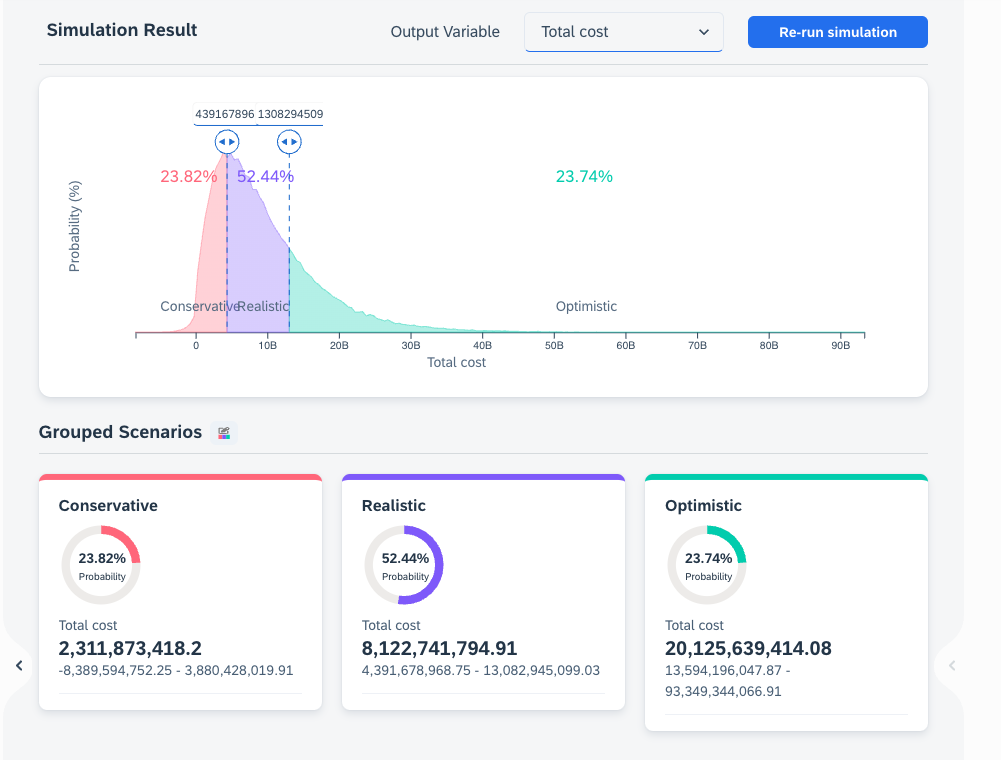 Simulation Result
Output Variable
Total cost
Re-run simulation
439167896 1308294509
23.82%
52.44%
23.74%
Probability (%)
Conservative
Realistic
Optimistic
0 10B 20B 30B 40B 50B 60B 70B 80B 90B
Total cost
Grouped Scenarios
Conservative
23.82%
Probability
Total cost
2,311,873,418.2
-8,389,594,752.25 - 3,880,428,019.91
Realistic
52.44%
Probability
Total cost
8,122,741,794.91
4,391,678,968.75 - 13,082,945,099.03
Optimistic
23.74%
Probability
Total cost
20,125,639,414.08
13,594,196,047.87 -
93,349,344,066.91